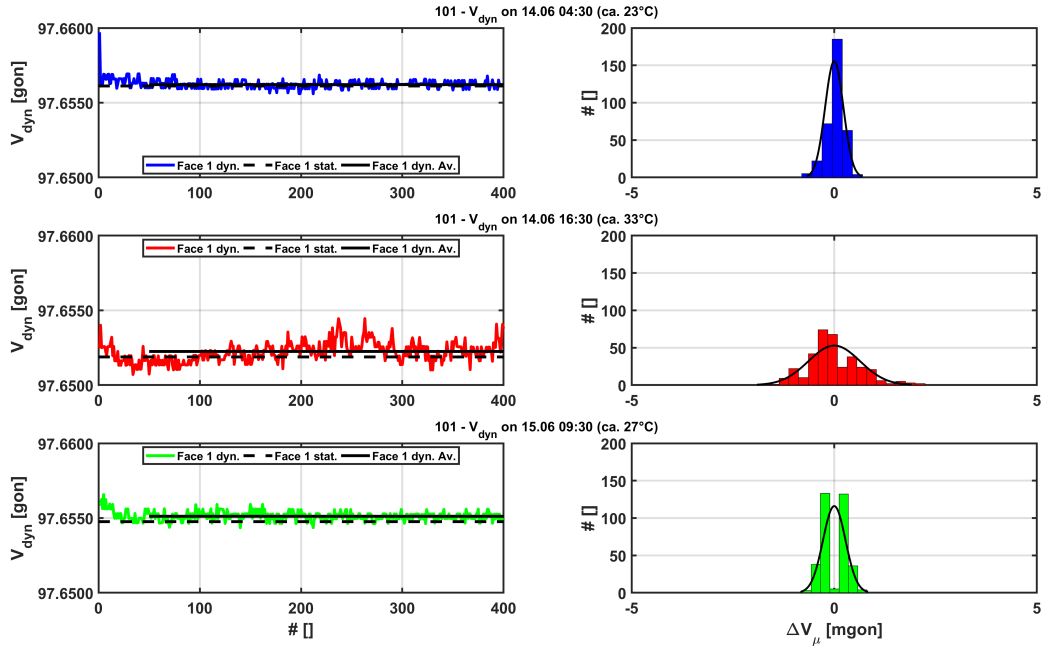 101 - V_dyn on 14.06 04:30 (ca. 23°C)
97.6600
97.6550
97.6500
V_dyn [gon]
Face 1 dyn. Face 1 stat. Face 1 dyn. Av.
0 100 200 300 400
200
150
100
50
0
# []
-5 0 5
101 - V_dyn on 14.06 16:30 (ca. 33°C)
97.6600
97.6550
97.6500
V_dyn [gon]
Face 1 dyn. Face 1 stat. Face 1 dyn. Av.
0 100 200 300 400
200
150
100
50
0
# []
-5 0 5
101 - V_dyn on 15.06 09:30 (ca. 27°C)
97.6600
97.6550
97.6500
V_dyn [gon]
Face 1 dyn. Face 1 stat. Face 1 dyn. Av.
0 100 200 300 400
# []
200
150
100
50
0
# []
-5 0 5
ΔV_μ [mgon]